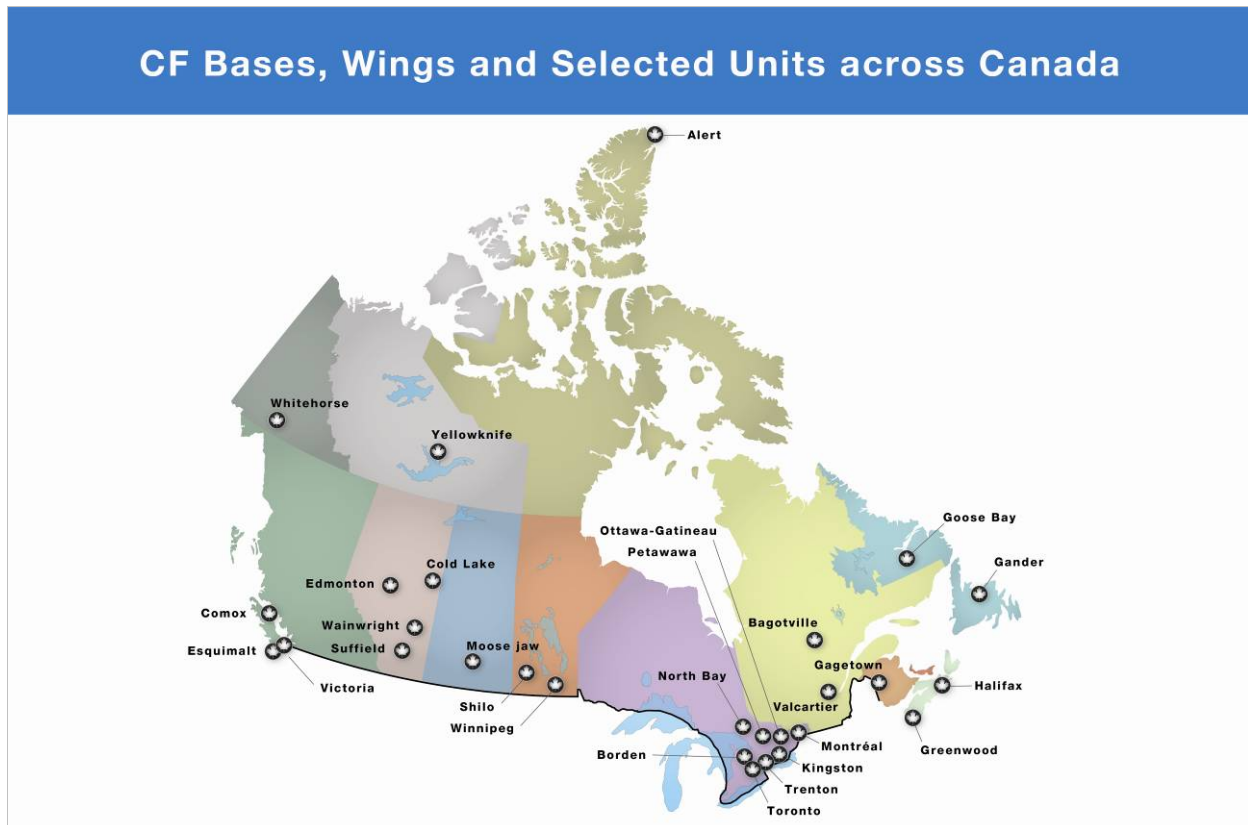 CF Bases, Wings and Selected Units across Canada
Alert
Whitehorse
Yellowknife
Ottawa-Gatineau
Petawawa
Goose Bay
Gander
Cold Lake
Edmonton
Comox
Wainwright
Bagotville
Esquimalt
Suffield
Moose jaw
Gagetown
Victoria
North Bay
Halifax
Shilo
Valcartier
Winnipeg
Montréal
Greenwood
Borden
Kingston
Trenton
Toronto